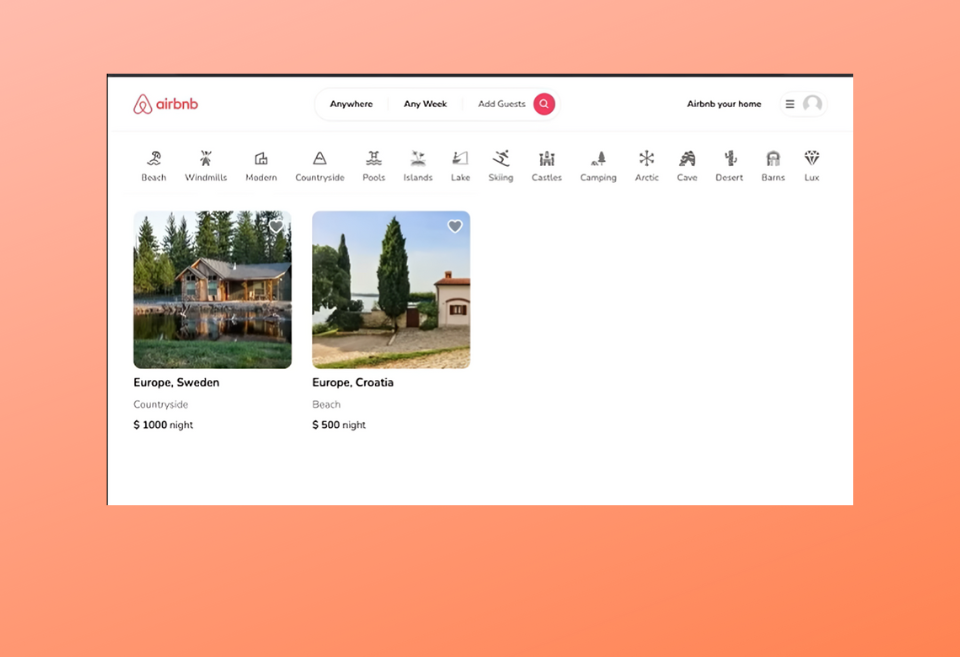 airbnb
Anywhere Any Week Add Guests
Airbnb your home
Beach Windmills Modern Countryside Pools Islands Lake Skiing Castles Camping Arctic Cave Desert Barns Lux
Europe, Sweden
Countryside
$ 1000 night
Europe, Croatia
Beach
$ 500 night